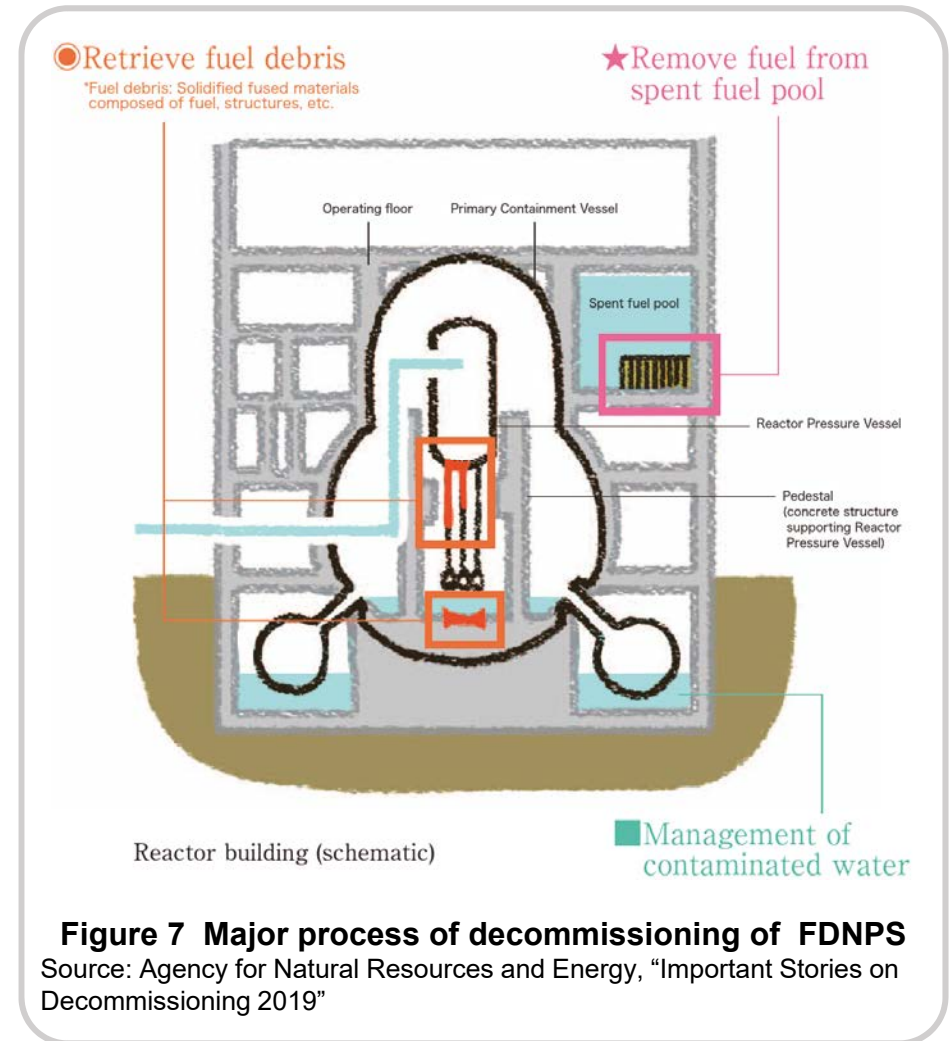 ◉Retrieve fuel debris
*Fuel debris: Solidified fused materials
composed of fuel, structures, etc.
★Remove fuel from
spent fuel pool
Operating floor
Primary Containment Vessel
Spent fuel pool
Reactor Pressure Vessel
Pedestal
(concrete structure
supporting Reactor
Pressure Vessel)
■Management of
contaminated water
Reactor building (schematic)
Figure 7 Major process of decommissioning of FDNPS
Source: Agency for Natural Resources and Energy, “Important Stories on
Decommissioning 2019”